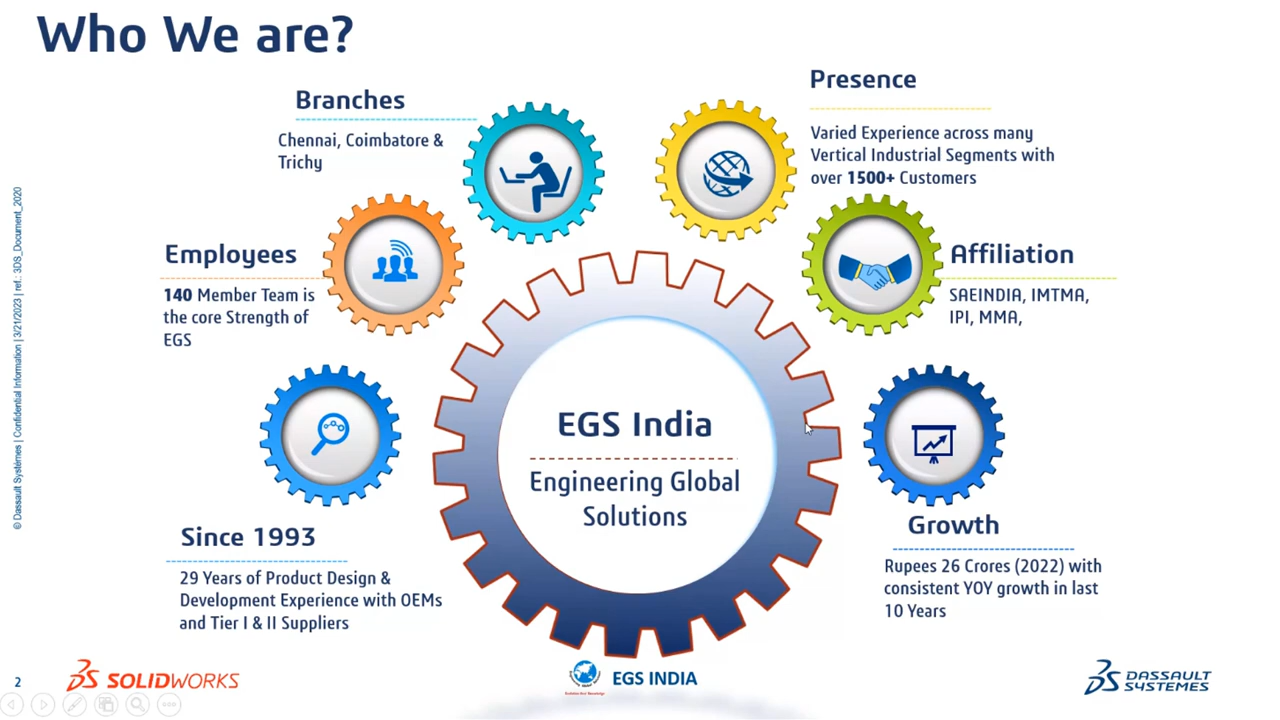 Who We are?
Branches
Chennai, Coimbatore &
Trichy
Presence
Varied Experience across many
Vertical Industrial Segments with
over 1500+ Customers
Employees
140 Member Team is
the core Strength of
EGS
Affiliation
SAEINDIA, IMTMA,
IPI, MMA,
EGS India
Engineering Global
Solutions
Since 1993
29 Years of Product Design &
Development Experience with OEMs
and Tier I & II Suppliers
Growth
Rupees 26 Crores (2022) with
consistent YOY growth in last
10 Years
© Dassault Systèmes | Confidential Information | 3/21/2023 | ref.: 3DS_Document_2020
2
SOLIDWORKS
EGS INDIA
DASSAULT
SYSTEMES